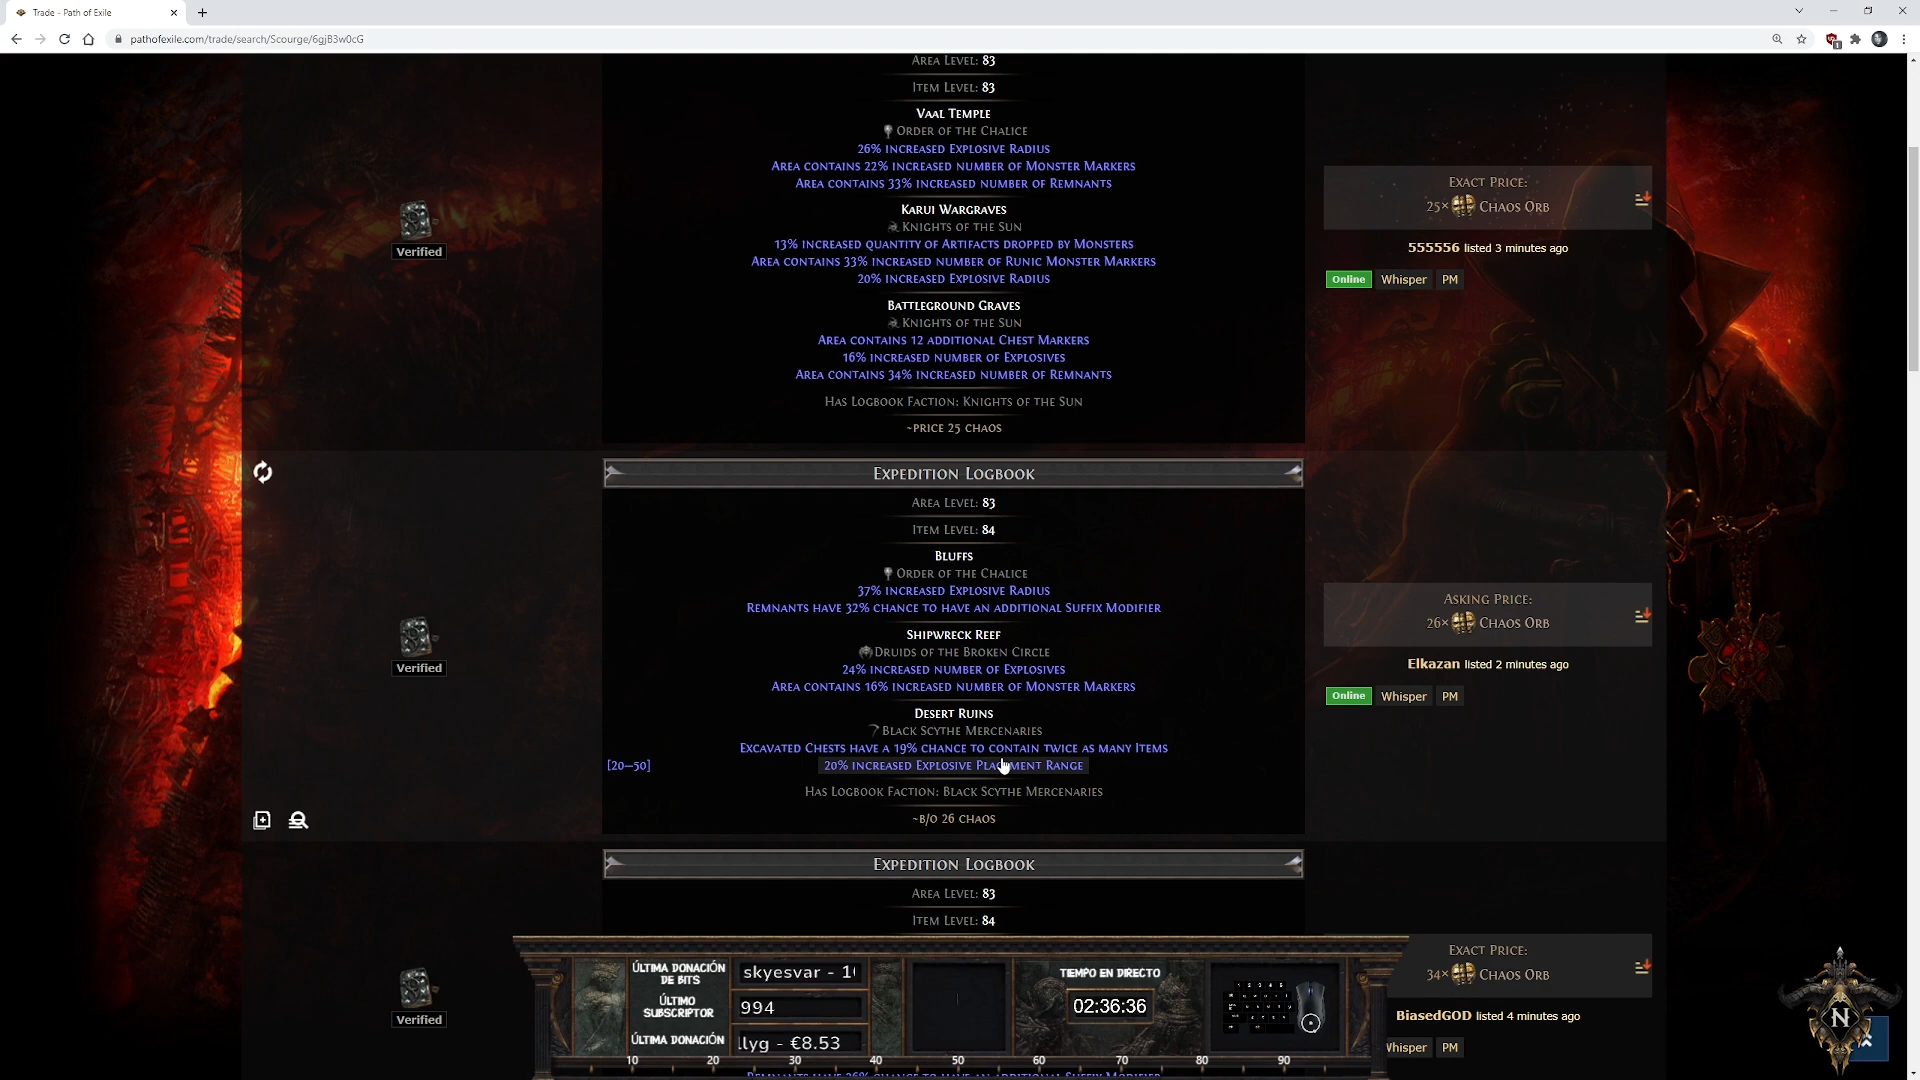 Trade - Path of Exile
pathofexile.com/trade/search/Scourge/6gjB3w0cG
1
Area Level: 83
Item Level: 83
Vaal Temple
Order of the Chalice
26% increased Explosive Radius
Area contains 22% increased number of Monster Markers
Area contains 33% increased number of Remnants
Karui Wargraves
Knights of the Sun
13% increased quantity of Artifacts dropped by Monsters
Area contains 33% increased number of Runic Monster Markers
20% increased Explosive Radius
Battleground Graves
Knights of the Sun
Area contains 12 additional Chest Markers
16% increased number of Explosives
Area contains 34% increased number of Remnants
Has Logbook Faction: Knights of the Sun
~price 25 chaos
Verified
Exact Price:
25× Chaos Orb
555556 listed 3 minutes ago
Online Whisper PM
Expedition Logbook
Area Level: 83
Item Level: 84
Bluffs
Order of the Chalice
37% increased Explosive Radius
Remnants have 32% chance to have an additional Suffix Modifier
Shipwreck Reef
Druids of the Broken Circle
24% increased number of Explosives
Area contains 16% increased number of Monster Markers
Desert Ruins
Black Scythe Mercenaries
Excavated Chests have a 19% chance to contain twice as many Items
[20—50] 20% increased Explosive Placement Range
Has Logbook Faction: Black Scythe Mercenaries
~b/o 26 chaos
Verified
Asking Price:
26× Chaos Orb
Elkazan listed 2 minutes ago
Online Whisper PM
Expedition Logbook
Area Level: 83
Item Level: 84
Verified
Exact Price:
34× Chaos Orb
BiasedGOD listed 4 minutes ago
Whisper PM
ÚLTIMA DONACIÓN
DE BITS
skyesvar - 1
ÚLTIMO
SUBSCRIPTOR
994
ÚLTIMA DONACIÓN
llyg - €8.53
TIEMPO EN DIRECTO
02:36:36
10 20 30 40 50 60 70 80 90
Remnants have 26% chance to have an additional Suffix Modifier
N